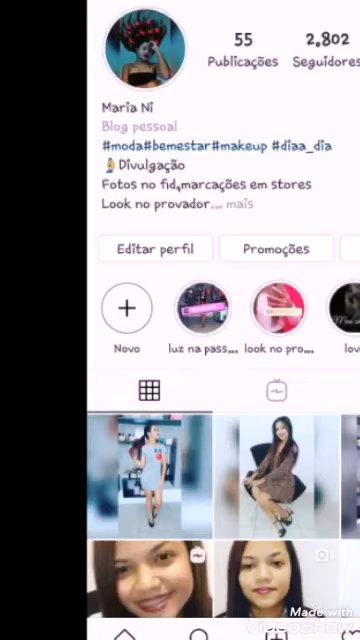 55
2,802
Publicações
Seguidores
Maria Ni
Blog pessoal
#moda#bemestar#makeup #diaa_dia
Divulgação
Fotos no fid,marcações em stores
Look no provador... mais
Editar perfil
Promoções
Novo
luz na pass...
look no pro...
lov
Made with
VideoShow